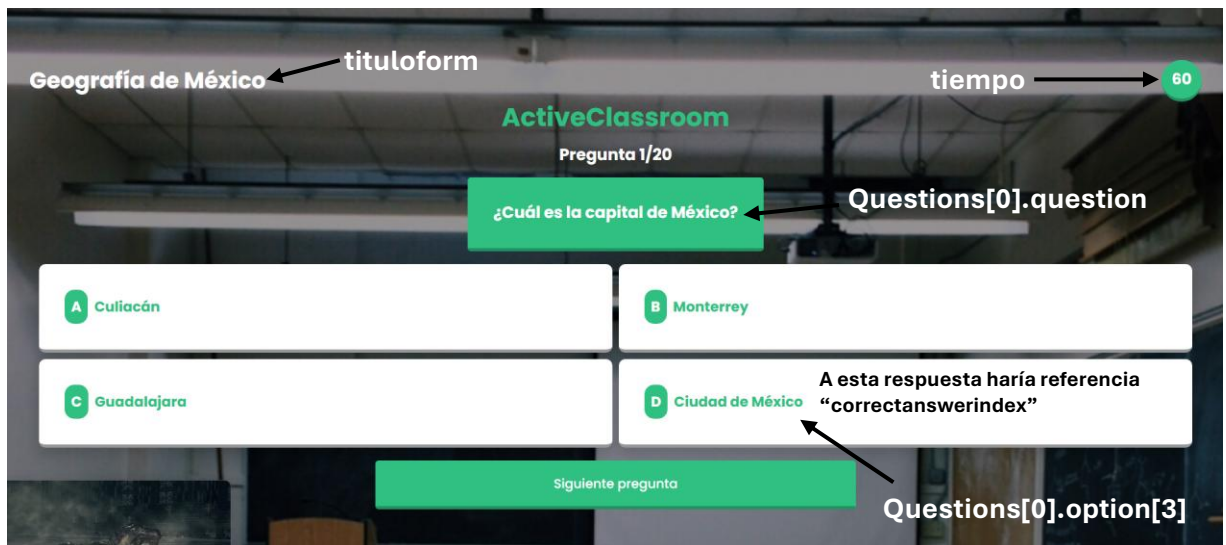 tituloform
Geografía de México
tiempo
60
ActiveClassroom
Pregunta 1/20
¿Cuál es la capital de México?
Questions[0].question
A Culiacán
B Monterrey
C Guadalajara
D Ciudad de México
A esta respuesta haría referencia
“correctanswerindex”
Siguiente pregunta
Questions[0].option[3]